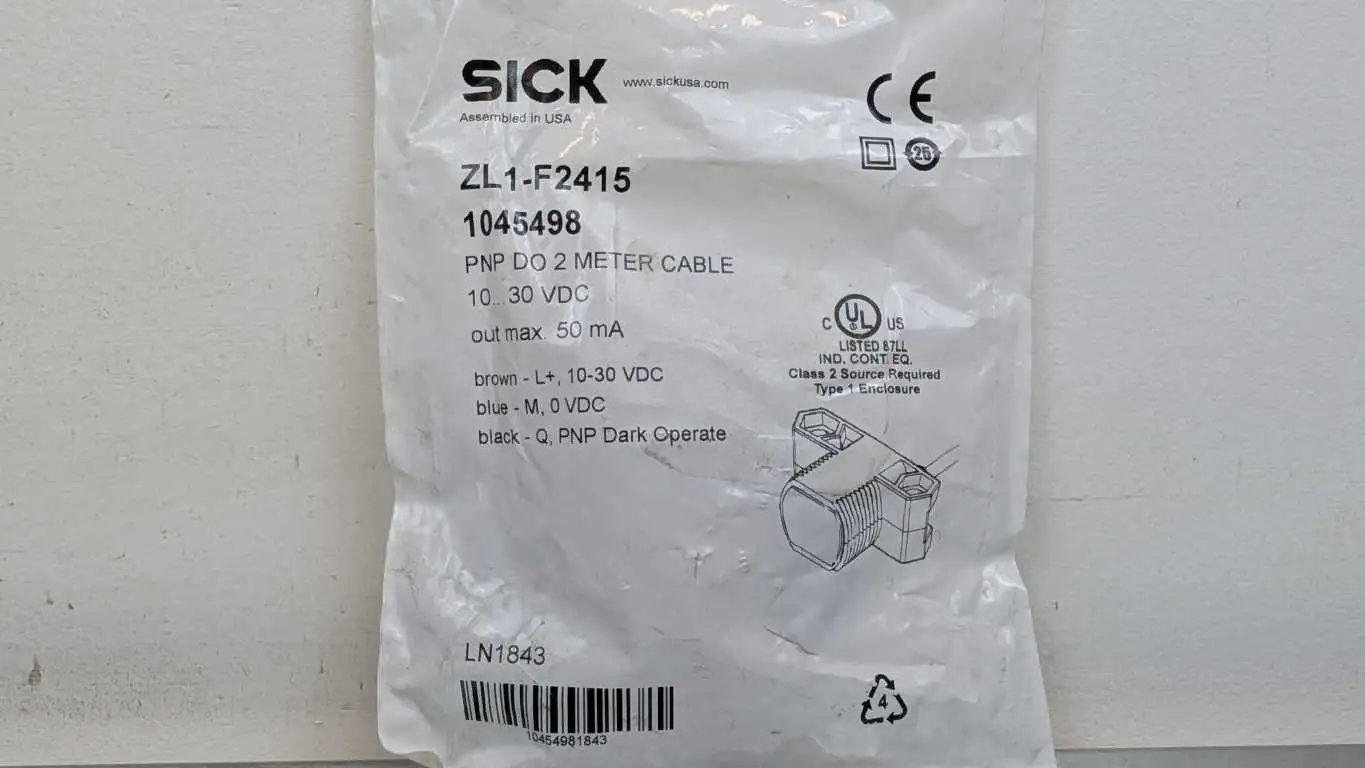 SICK www.sickusa.com
Assembled in USA
CE
25
ZL1-F2415
1045498
PNP DO 2 METER CABLE
10...30 VDC
out max. 50 mA
C UL US
LISTED 87LL
IND. CONT. EQ.
Class 2 Source Required
Type 1 Enclosure
brown - L+, 10-30 VDC
blue - M, 0 VDC
black - Q, PNP Dark Operate
LN1843
10454981843
4